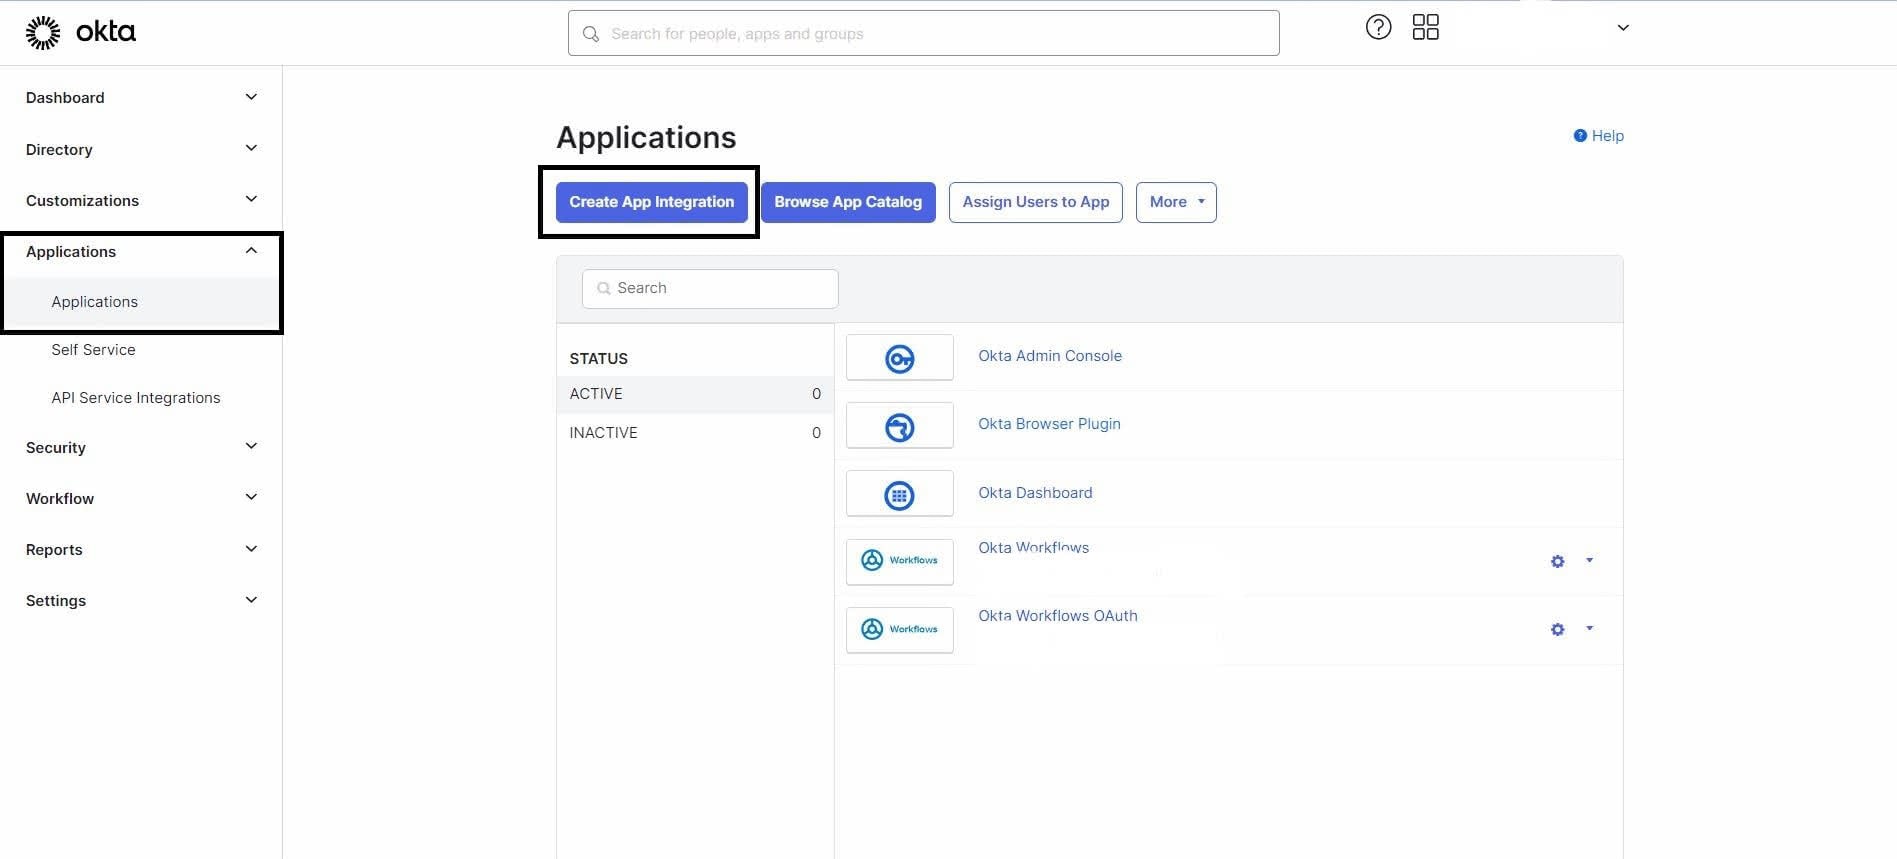 okta
Search for people, apps and groups
Dashboard
Directory
Customizations
Applications
Applications
Self Service
API Service Integrations
Security
Workflow
Reports
Settings
Applications
Help
Create App Integration
Browse App Catalog
Assign Users to App
More
Search
STATUS
ACTIVE 0
INACTIVE 0
Okta Admin Console
Okta Browser Plugin
Okta Dashboard
Workflows
Okta Workflows
Workflows
Okta Workflows OAuth